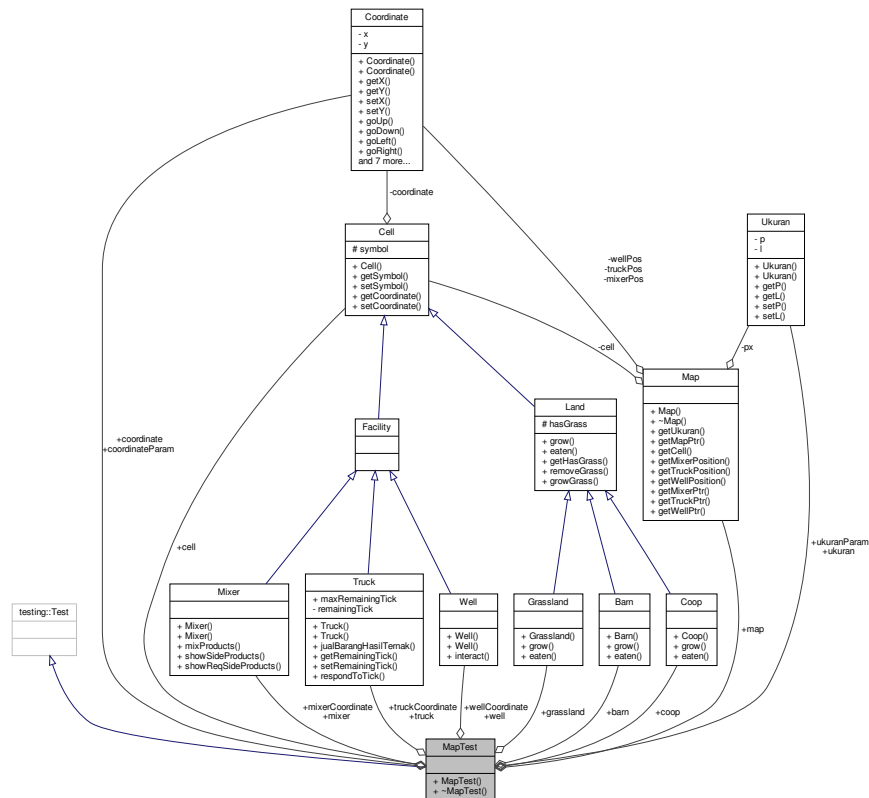 Coordinate
- x
- y
+ Coordinate()
+ Coordinate()
+ getX()
+ getY()
+ setX()
+ setY()
+ goUp()
+ goDown()
+ goLeft()
+ goRight()
and 7 more...
-coordinate
Cell
# symbol
+ Cell()
+ getSymbol()
+ setSymbol()
+ getCoordinate()
+ setCoordinate()
-wellPos
-truckPos
-mixerPos
Ukuran
- p
- l
+ Ukuran()
+ Ukuran()
+ getP()
+ getL()
+ setP()
+ setL()
-cell
-px
Map
+ Map()
+ ~Map()
+ getUkuran()
+ getMapPtr()
+ getCell()
+ getMixerPosition()
+ getTruckPosition()
+ getWellPosition()
+ getMixerPtr()
+ getTruckPtr()
+ getWellPtr()
Land
# hasGrass
+ grow()
+ eaten()
+ getHasGrass()
+ removeGrass()
+ growGrass()
Facility
+coordinate
+coordinateParam
+cell
+ukuranParam
+ukuran
testing::Test
Mixer
+ Mixer()
+ Mixer()
+ mixProducts()
+ showSideProducts()
+ showReqSideProducts()
Truck
+ maxRemainingTick
- remainingTick
+ Truck()
+ Truck()
+ jualBarangHasilTernak()
+ getRemainingTick()
+ setRemainingTick()
+ respondToTick()
Well
+ Well()
+ Well()
+ interact()
Grassland
+ Grassland()
+ grow()
+ eaten()
Barn
+ Barn()
+ grow()
+ eaten()
Coop
+ Coop()
+ grow()
+ eaten()
+map
+mixerCoordinate
+mixer
+truckCoordinate
+truck
+wellCoordinate
+well
+grassland
+barn
+coop
MapTest
+ MapTest()
+ ~MapTest()